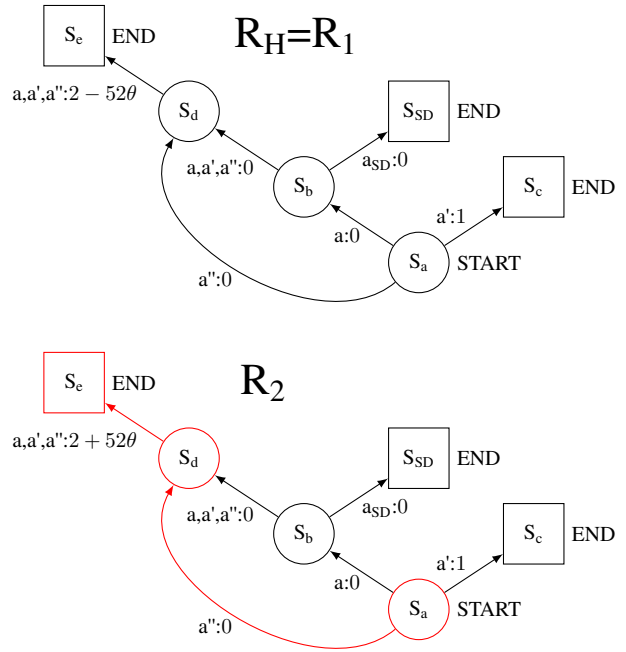 R_H=R_1
S_e END
a,a',a'':2 − 52θ
S_d
S_SD END
a,a',a'':0
a_SD:0
S_b
S_c END
a:0
a':1
a'':0
S_a START
R_2
S_e END
a,a',a'':2 + 52θ
S_d
S_SD END
a,a',a'':0
a_SD:0
S_b
S_c END
a:0
a':1
a'':0
S_a START